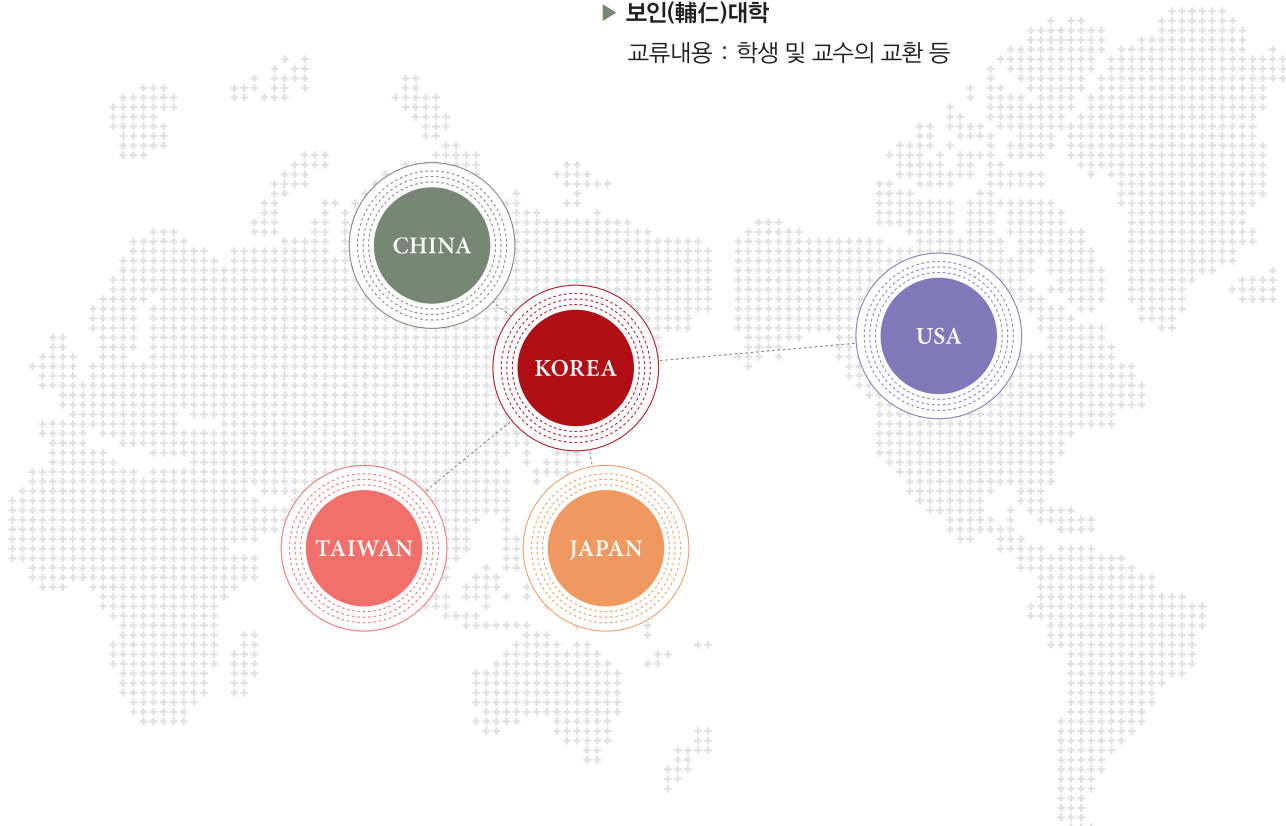 ▶ 보인(輔仁)대학
교류내용 : 학생 및 교수의 교환 등
CHINA
USA
KOREA
TAIWAN
JAPAN